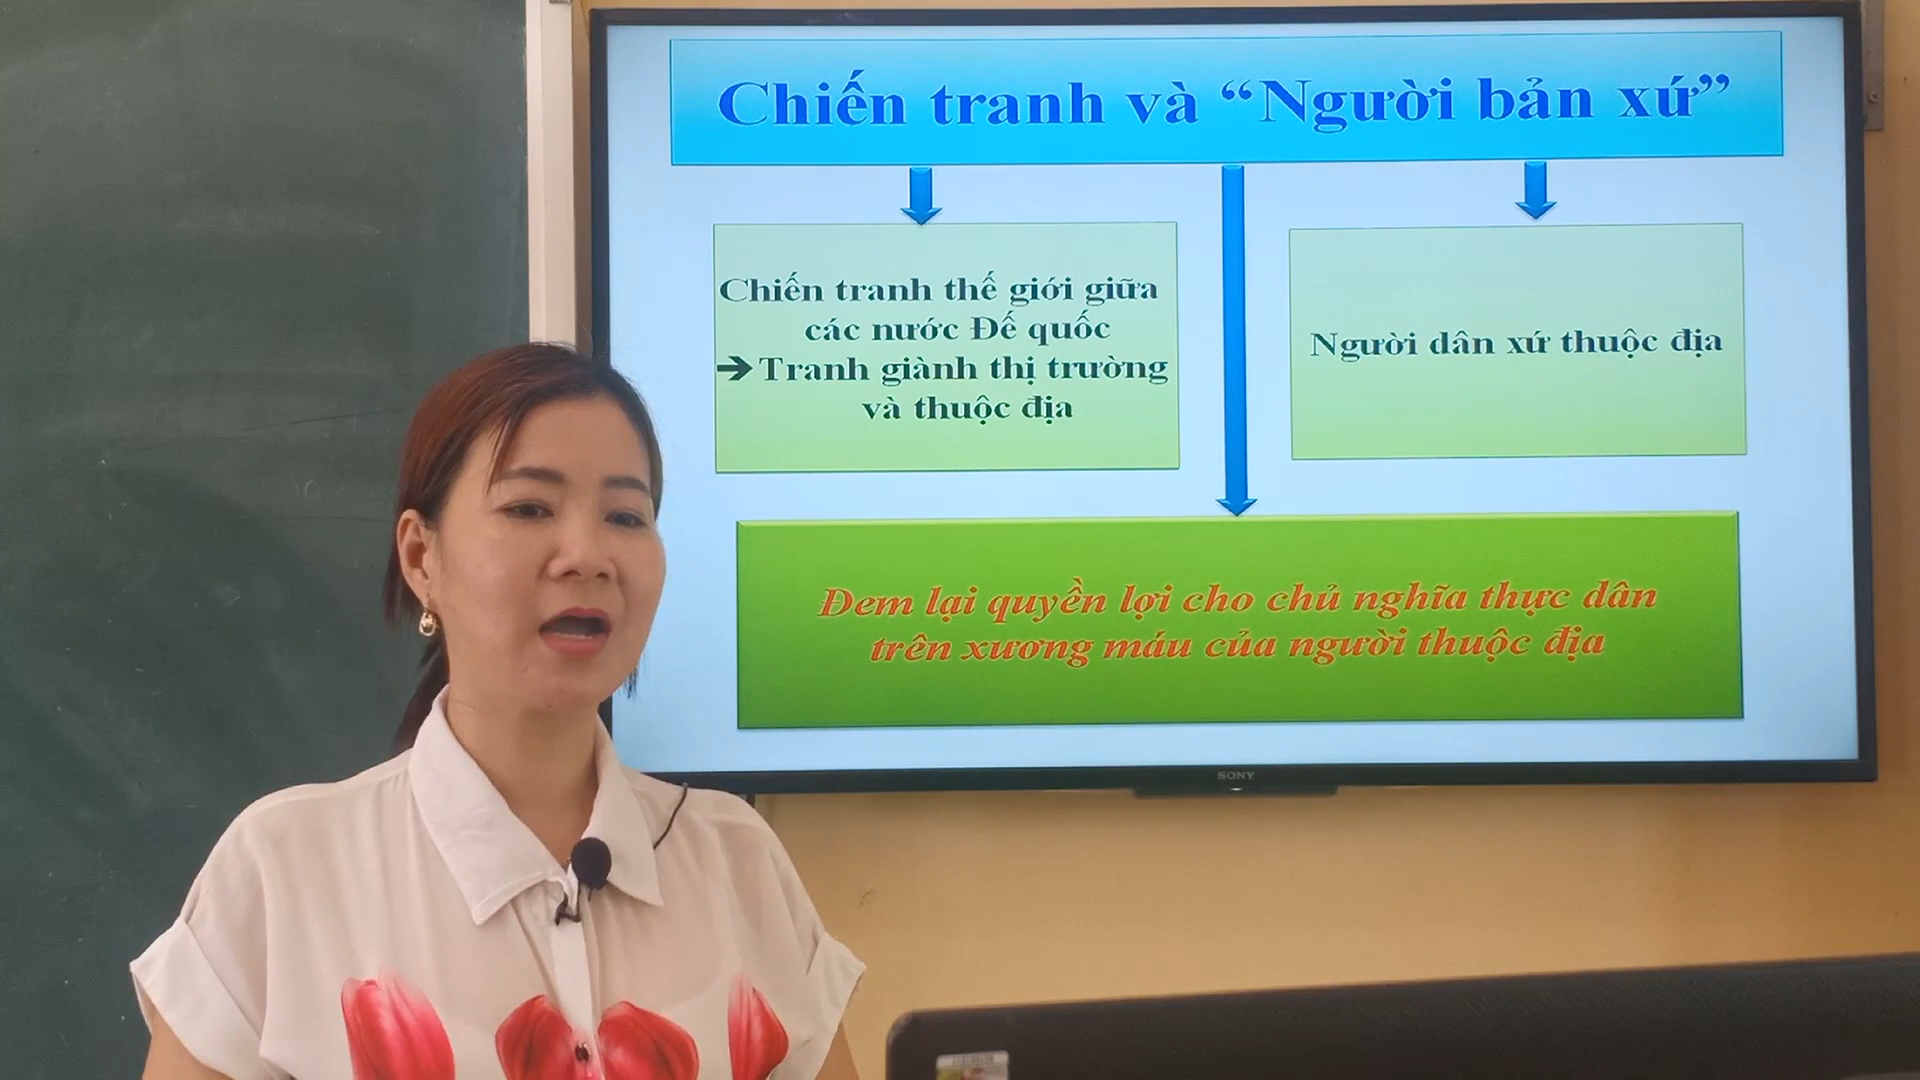 Chiến tranh và “Người bản xứ”
Chiến tranh thế giới giữa
các nước Đế quốc
➔ Tranh giành thị trường
và thuộc địa
Người dân xứ thuộc địa
Đem lại quyền lợi cho chủ nghĩa thực dân
trên xương máu của người thuộc địa
SONY